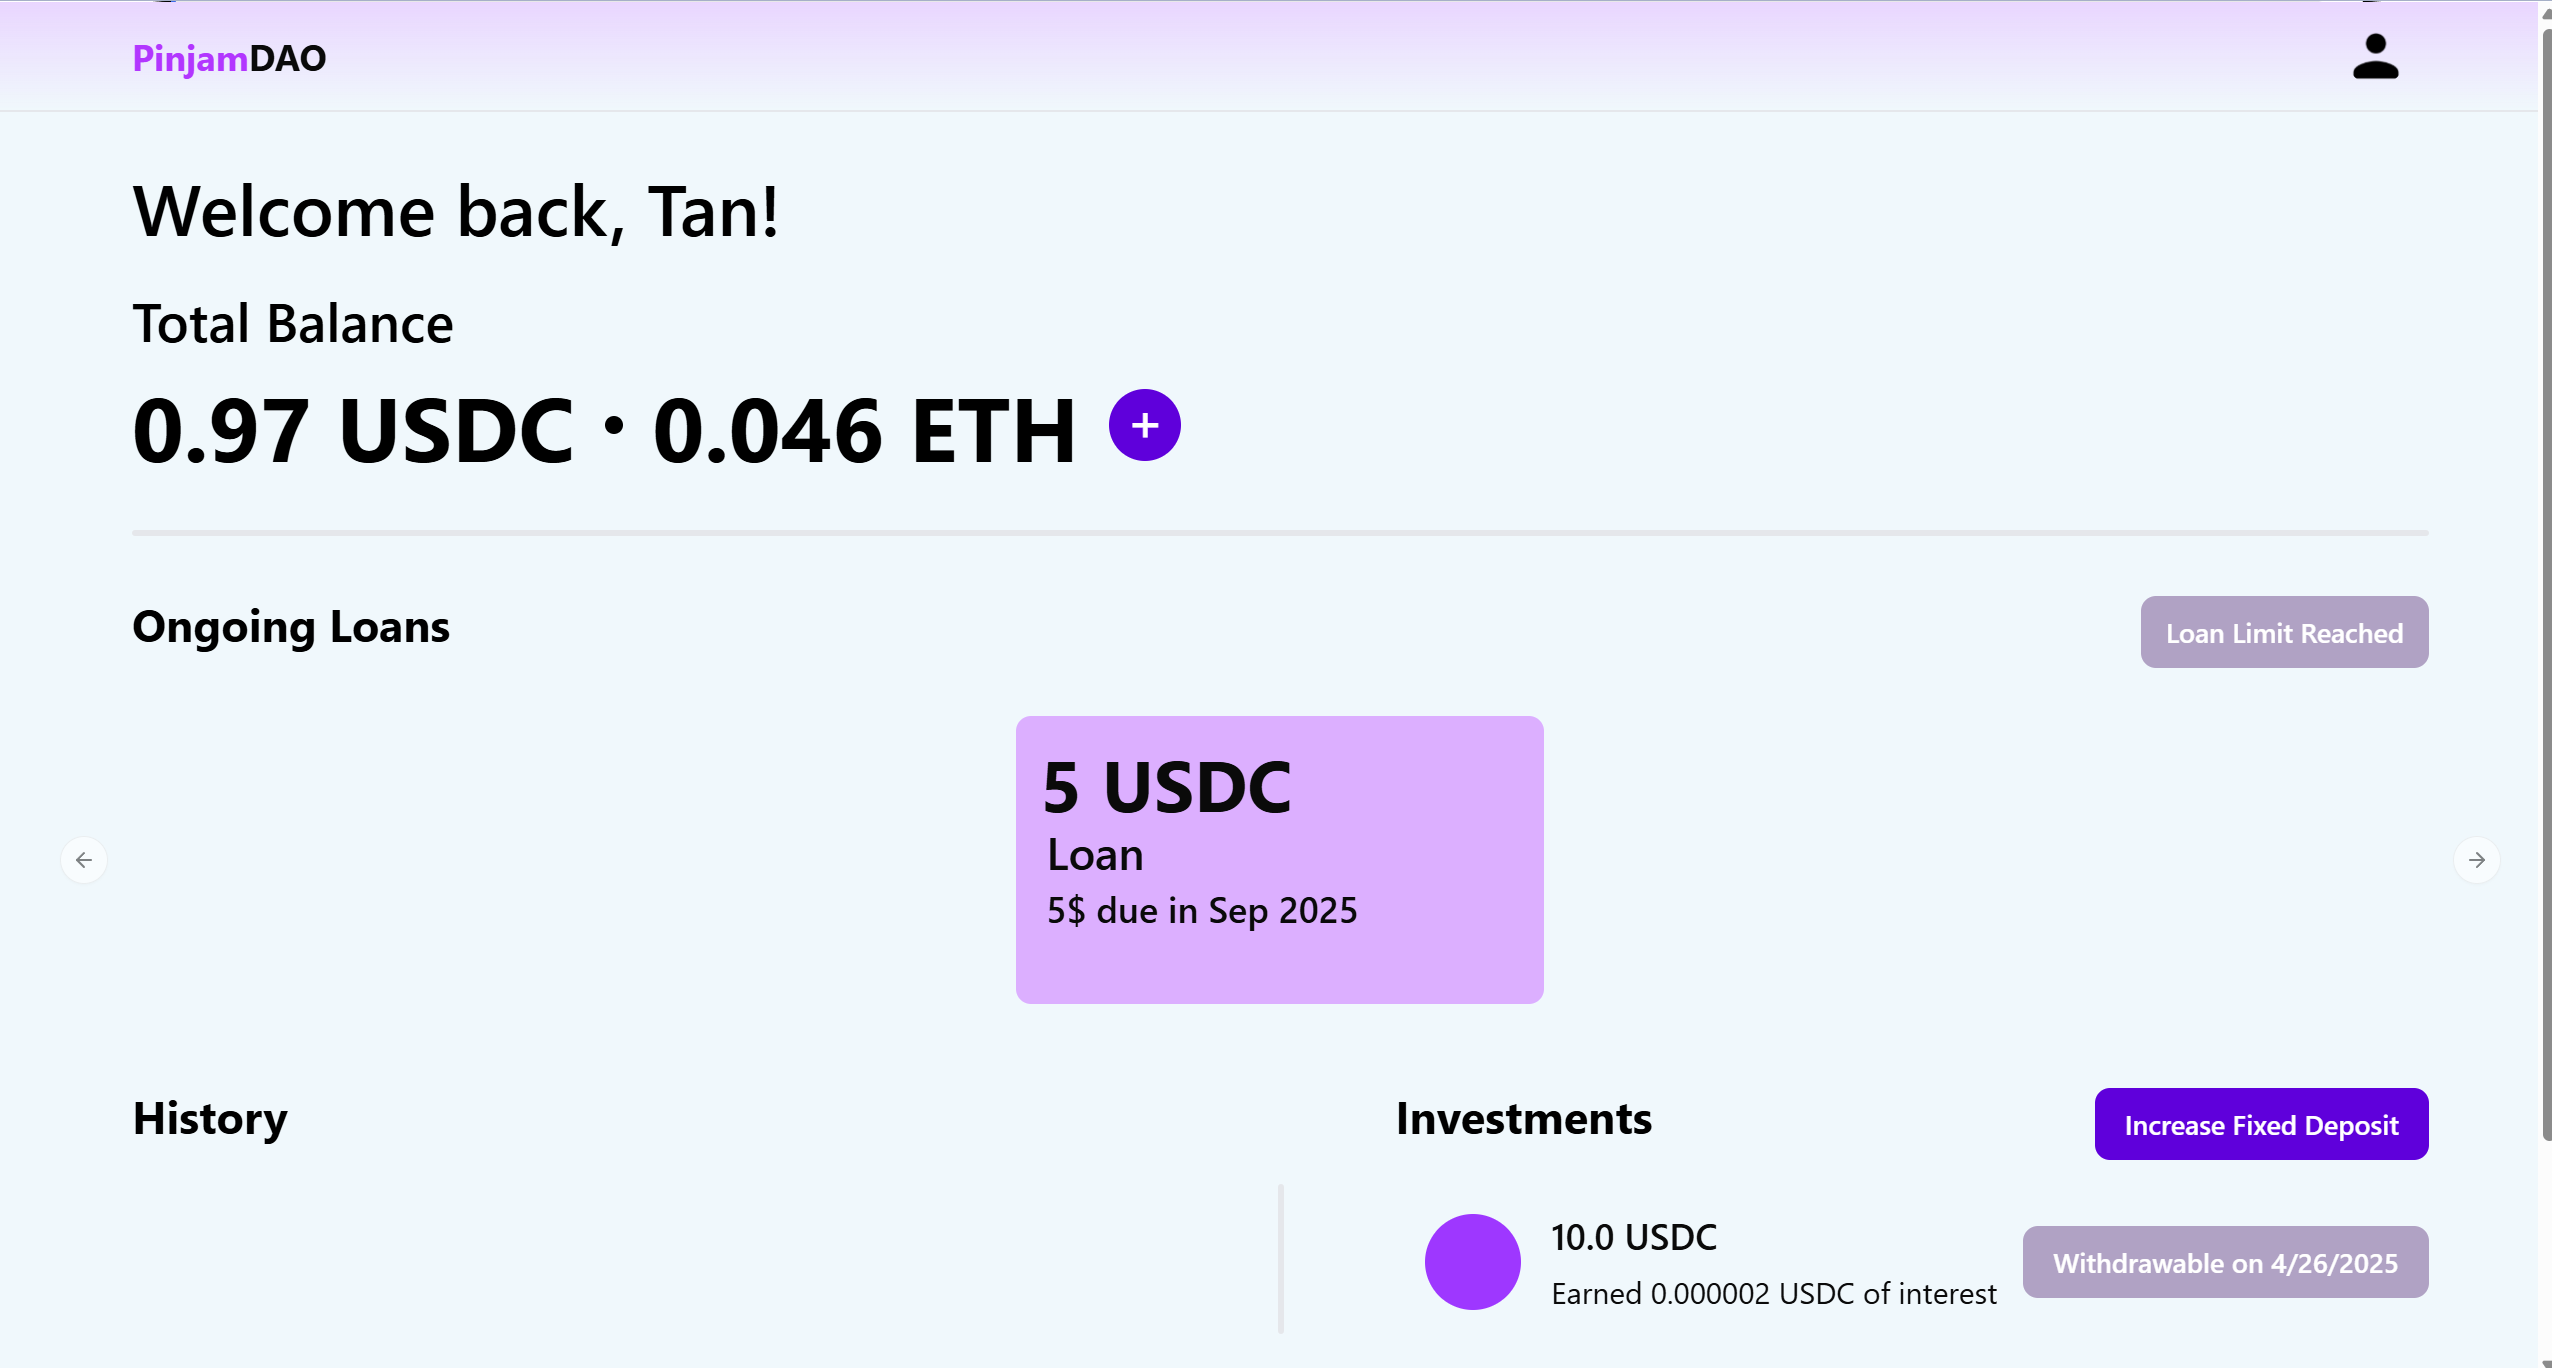 PinjamDAO
Welcome back, Tan!
Total Balance
0.97 USDC • 0.046 ETH +
Ongoing Loans
Loan Limit Reached
5 USDC
Loan
5$ due in Sep 2025
History
Investments
Increase Fixed Deposit
10.0 USDC
Earned 0.000002 USDC of interest
Withdrawable on 4/26/2025